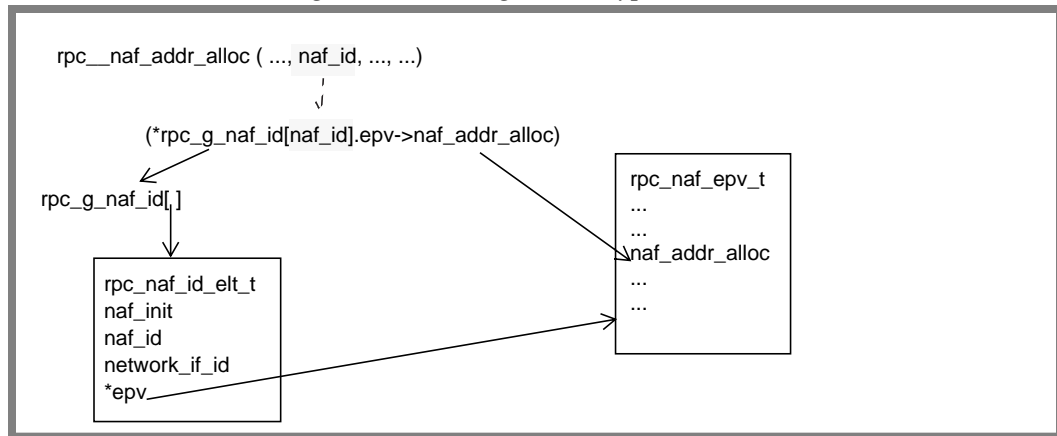 rpc__naf_addr_alloc ( ..., naf_id, ..., ...)
(*rpc_g_naf_id[naf_id].epv->naf_addr_alloc)
rpc_g_naf_id[ ]
rpc_naf_id_elt_t
naf_init
naf_id
network_if_id
*epv
rpc_naf_epv_t
...
...
naf_addr_alloc
...
...